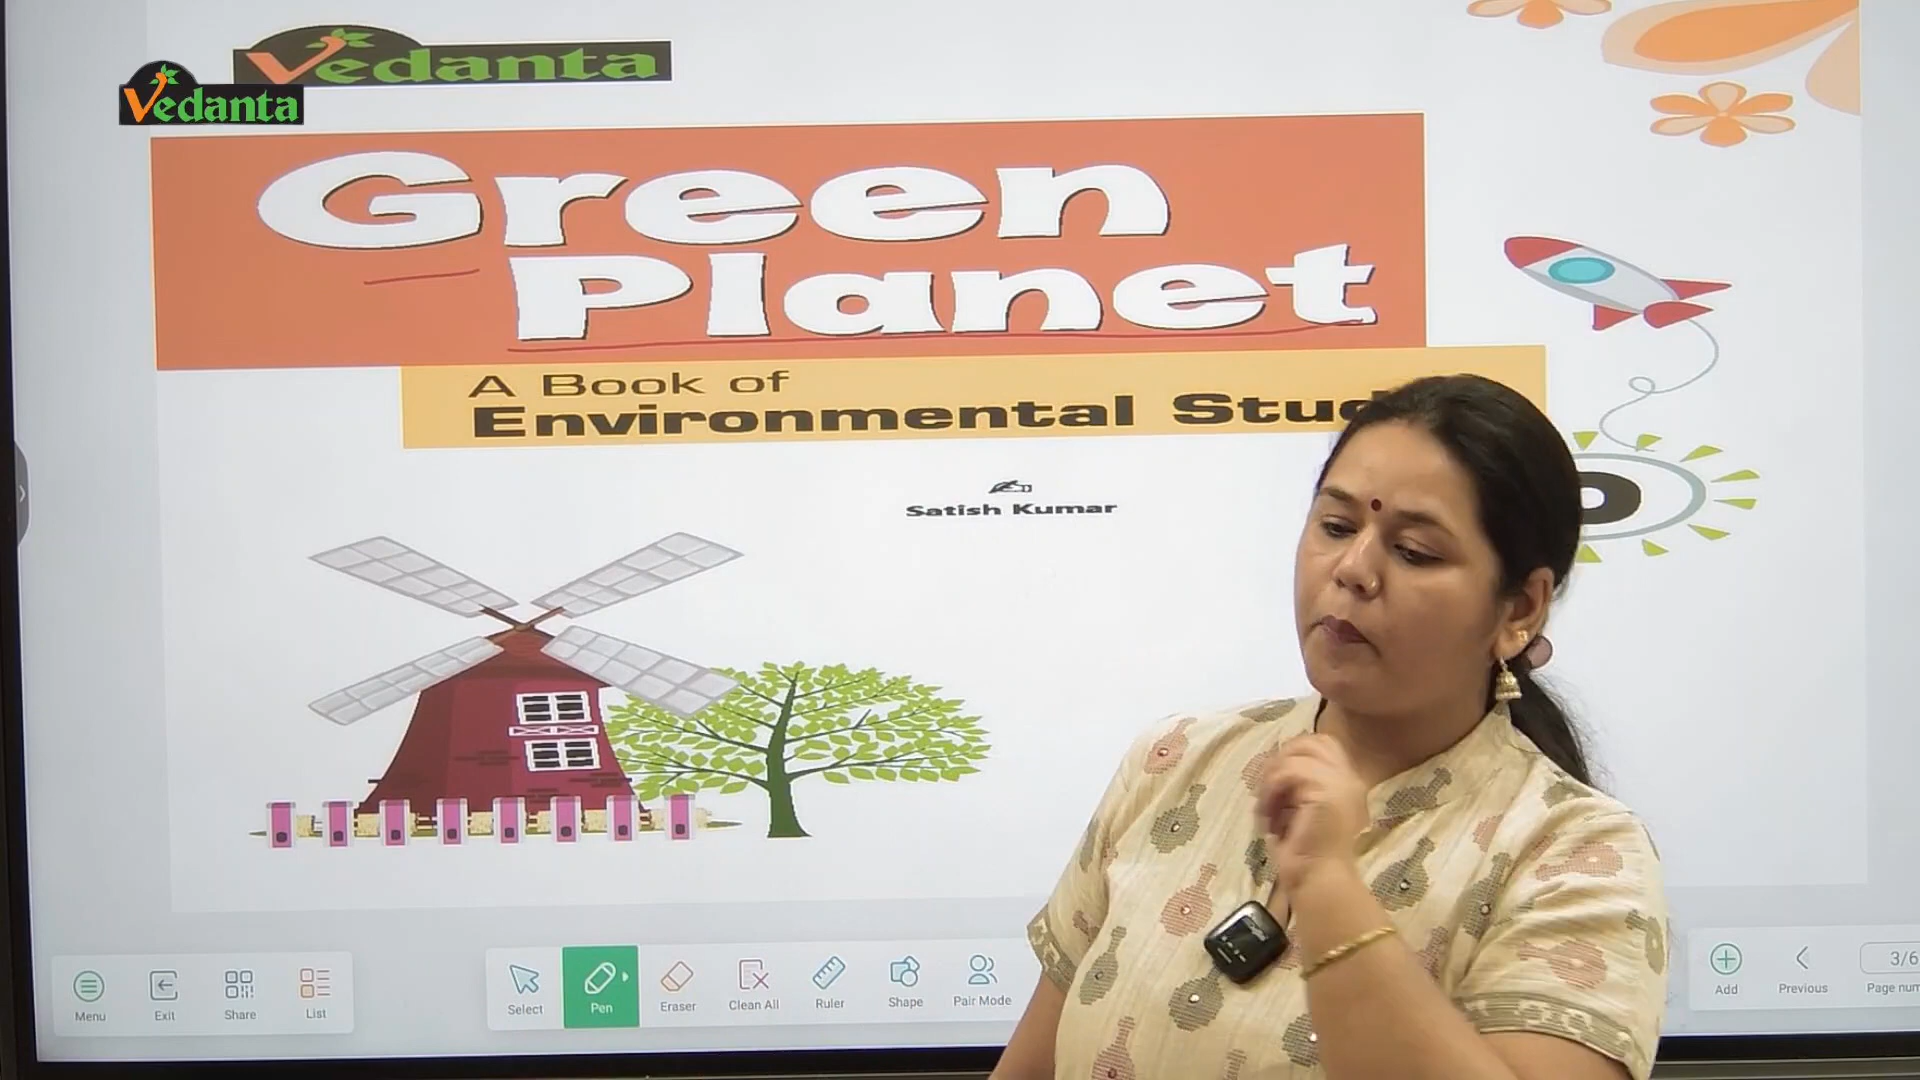 Vedanta
Vedanta
Green
Planet
A Book of
Environmental
Satish Kumar
Menu
Exit
Share
List
Select
Pen
Eraser
Clean All
Ruler
Shape
Pair Mode
Add
Previous
3/6
Page